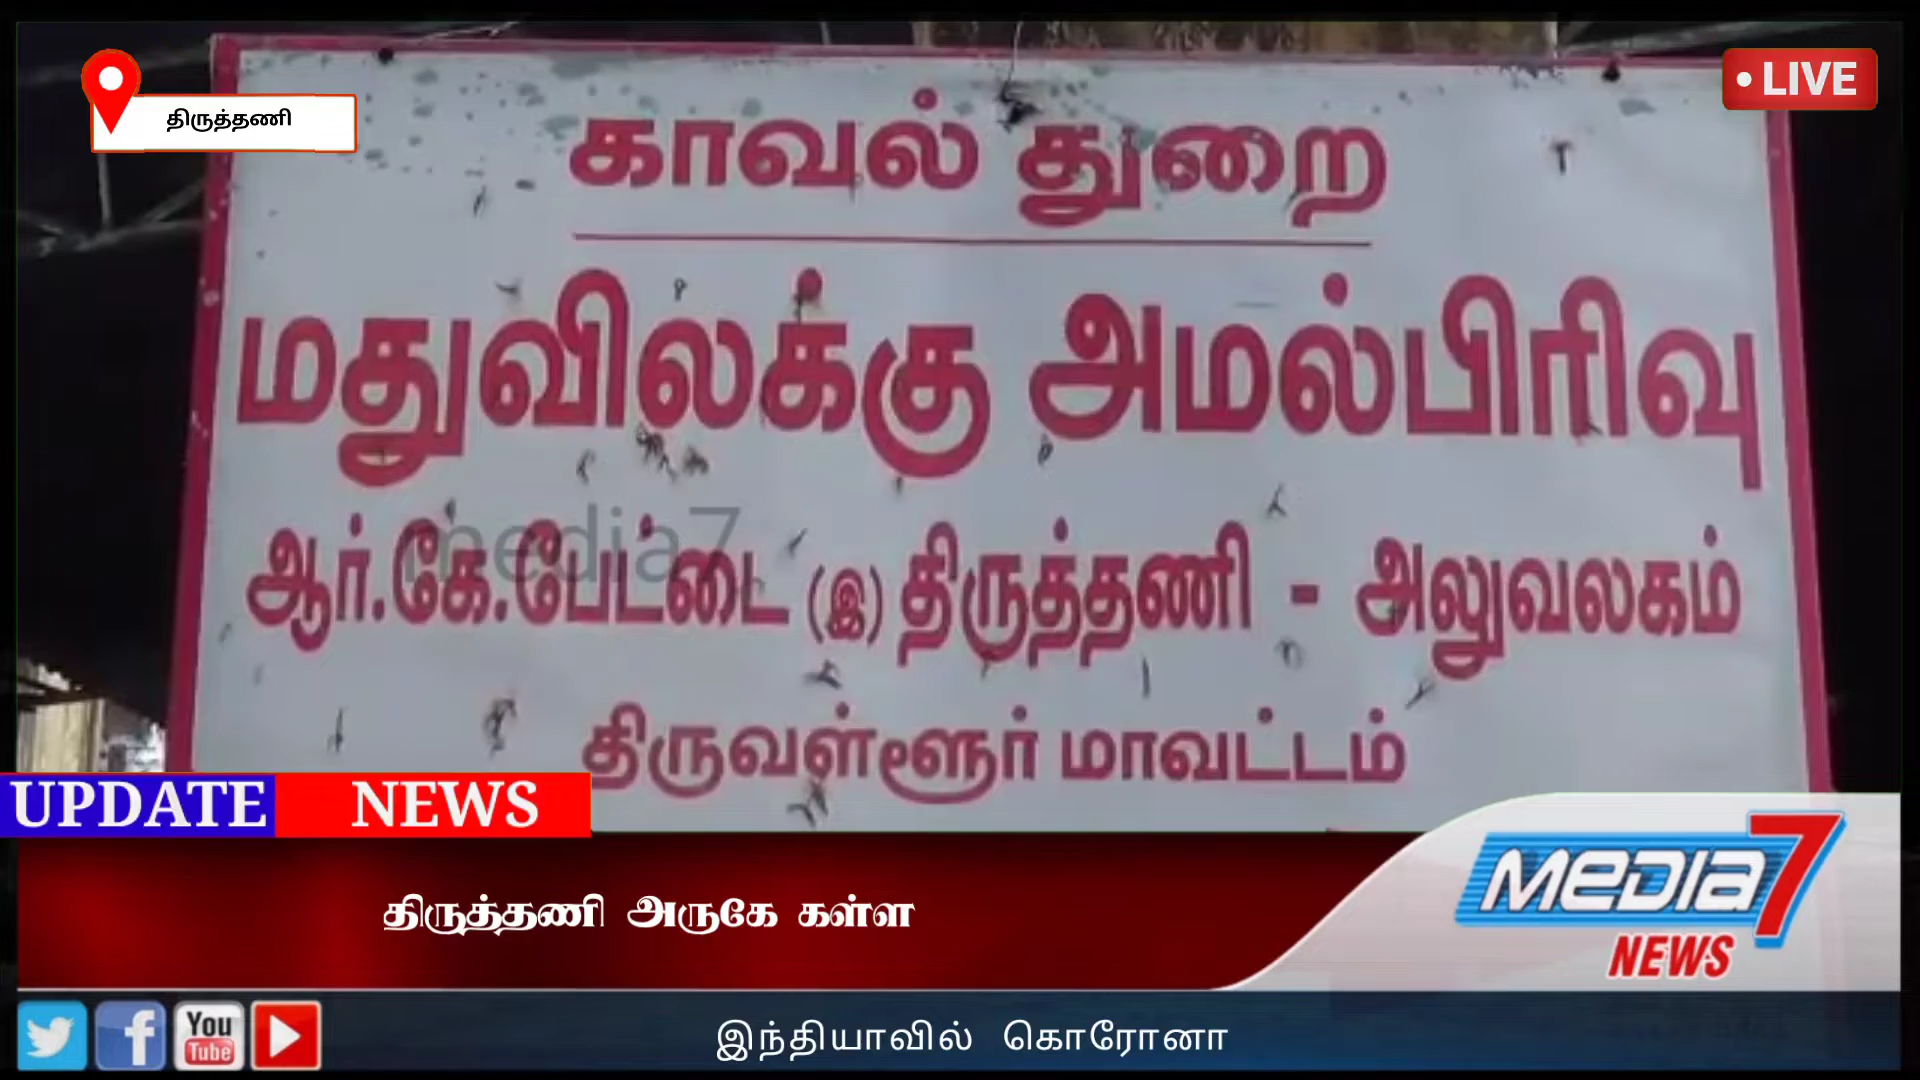 திருத்தணி
• LIVE
காவல் துறை
மதுவிலக்கு அமல்பிரிவு
ஆர்.கே.பேட்டை (இ) திருத்தணி - அலுவலகம்
media7
திருவள்ளூர் மாவட்டம்
UPDATE NEWS
திருத்தணி அருகே கள்ள
MEDIA 7
NEWS
You
Tube
இந்தியாவில் கொரோனா